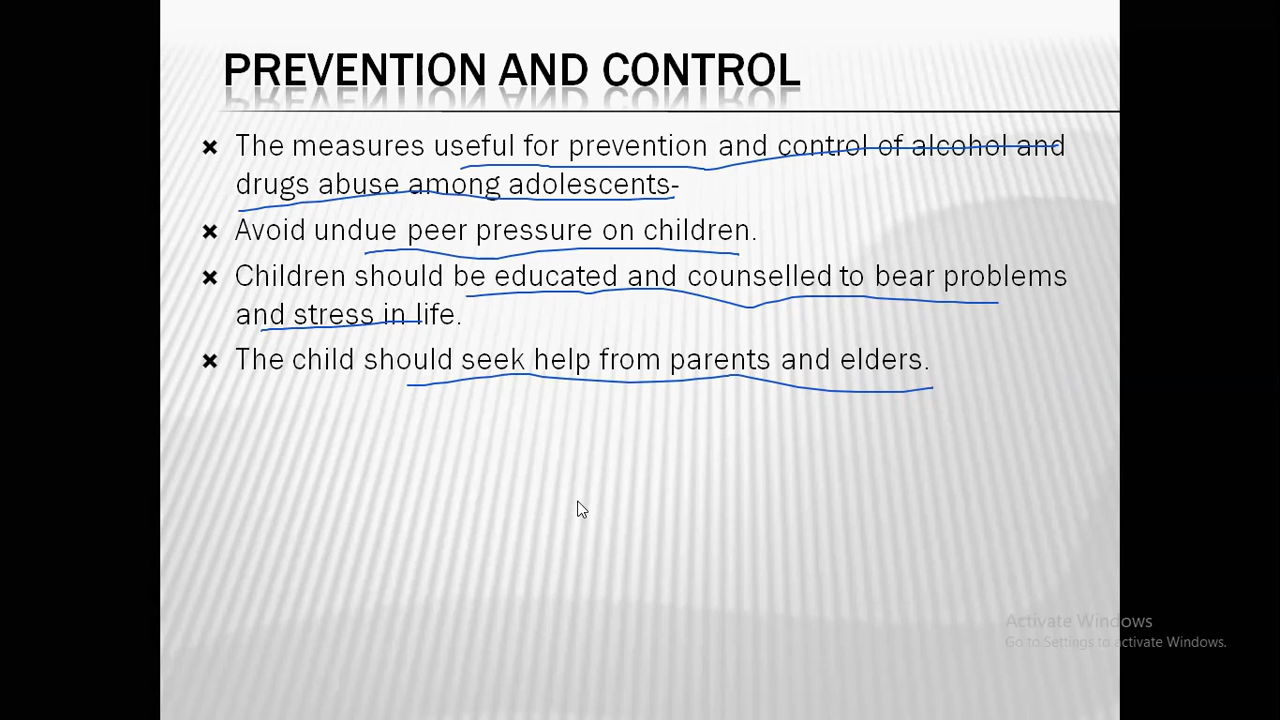 PREVENTION AND CONTROL
The measures useful for prevention and control of alcohol and
drugs abuse among adolescents-
Avoid undue peer pressure on children.
Children should be educated and counselled to bear problems
and stress in life.
The child should seek help from parents and elders.
Activate Windows
Go to Settings to activate Windows.